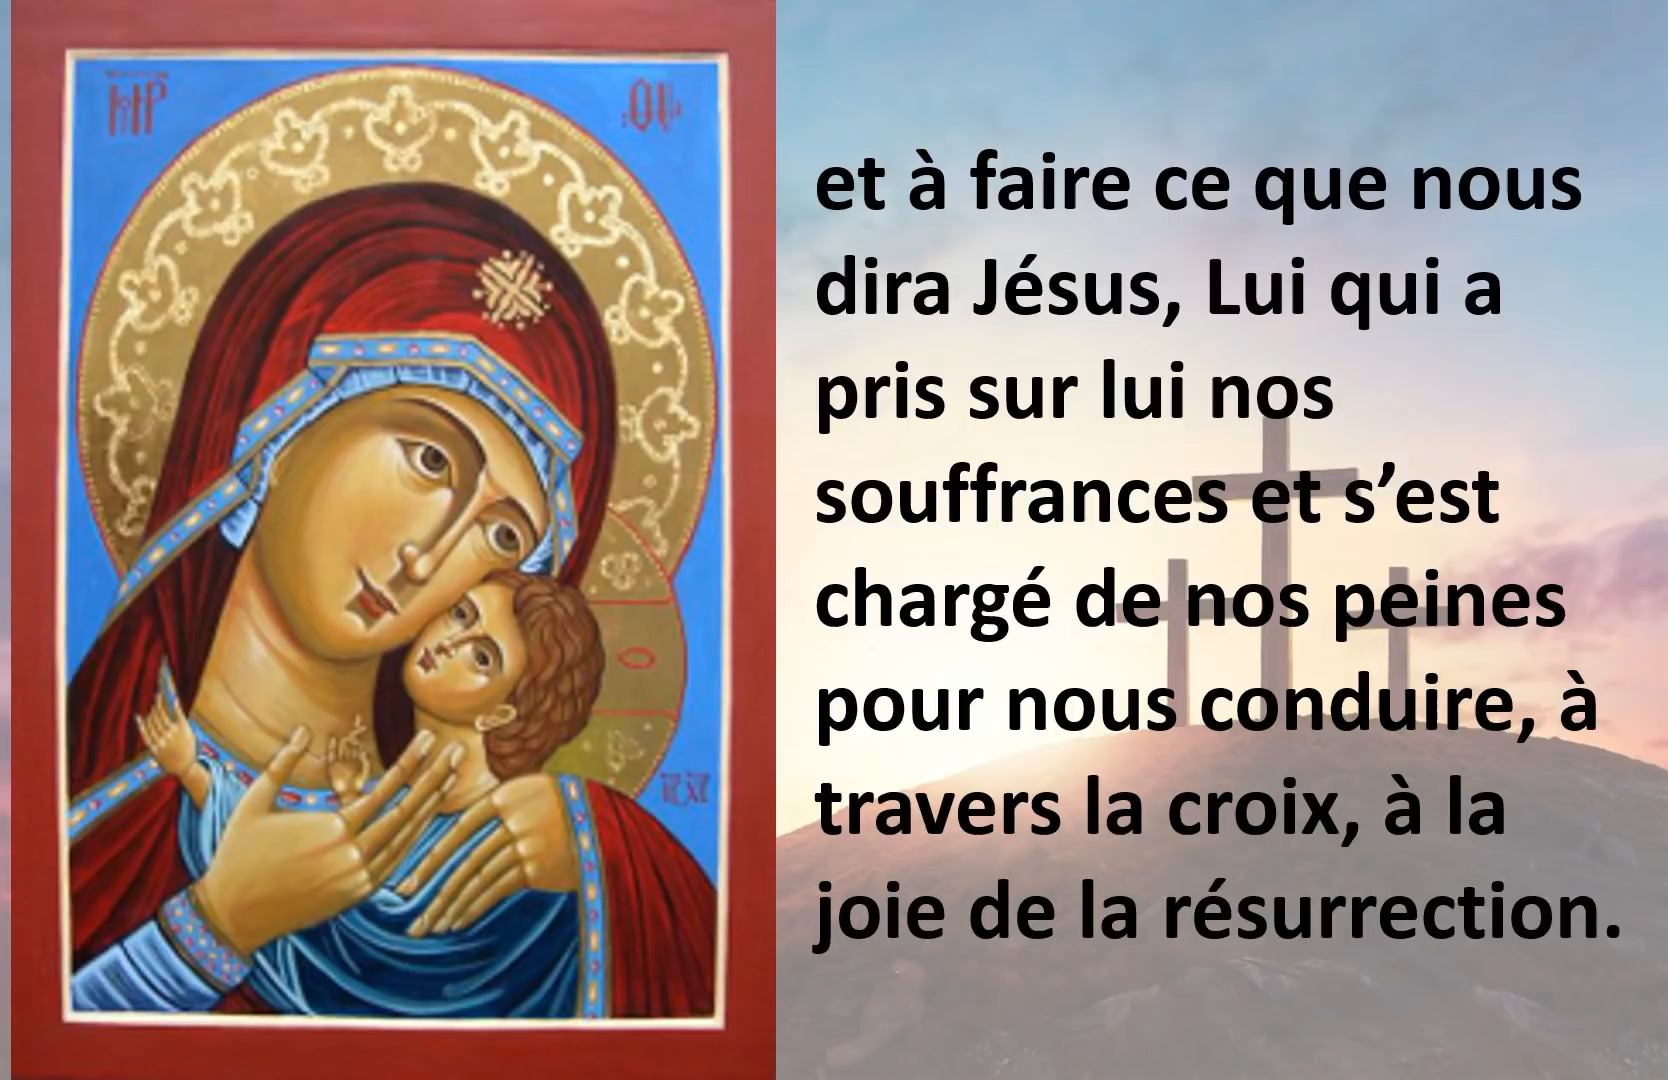 et à faire ce que nous
dira Jésus, Lui qui a
pris sur lui nos
souffrances et s’est
chargé de nos peines
pour nous conduire, à
travers la croix, à la
joie de la résurrection.